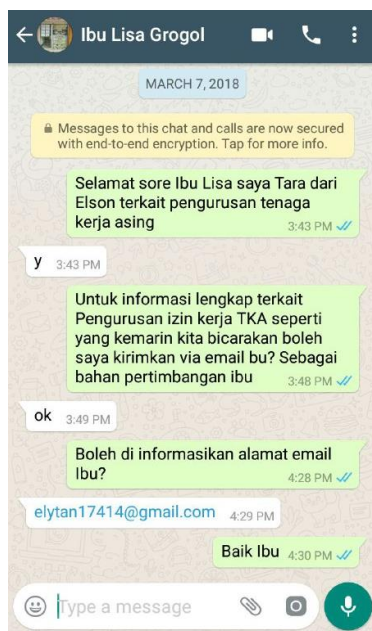 Ibu Lisa Grogol
MARCH 7, 2018
Messages to this chat and calls are now secured
with end-to-end encryption. Tap for more info.
Selamat sore Ibu Lisa saya Tara dari
Elson terkait pengurusan tenaga
kerja asing
3:43 PM
y 3:43 PM
Untuk informasi lengkap terkait
Pengurusan izin kerja TKA seperti
yang kemarin kita bicarakan boleh
saya kirimkan via email bu? Sebagai
bahan pertimbangan ibu
3:48 PM
ok 3:49 PM
Boleh di informasikan alamat email
Ibu?
4:28 PM
elytan17414@gmail.com 4:29 PM
Baik Ibu 4:30 PM
Type a message